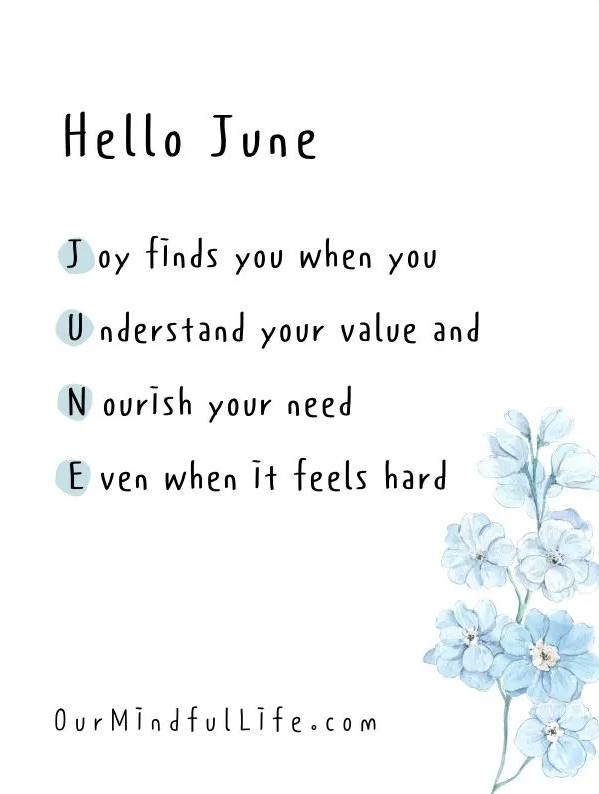 Hello June
Joy finds you when you
Understand your value and
Nourish your need
Even when it feels hard
OurMindfulLife.com